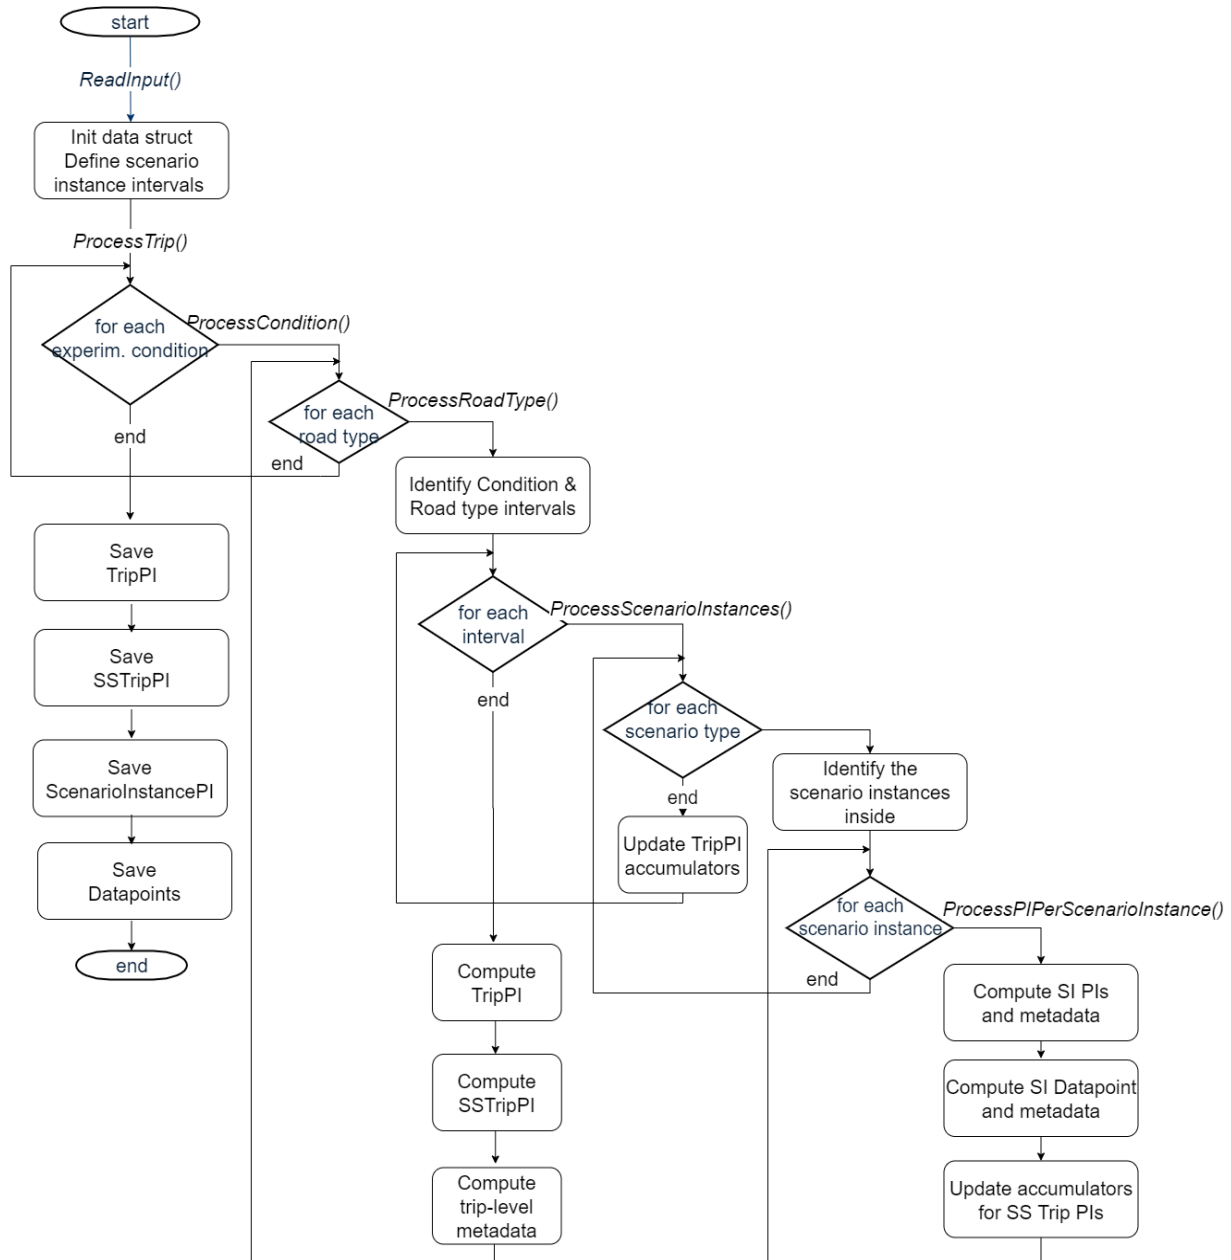 start
ReadInput()
Init data struct
Define scenario
instance intervals
ProcessTrip()
for each
experim. condition
ProcessCondition()
end
for each
road type
ProcessRoadType()
end
Identify Condition &
Road type intervals
Save
TripPI
for each
interval
ProcessScenarioInstances()
Save
SSTripPI
end
for each
scenario type
Save
ScenarioInstancePI
Identify the
scenario instances
inside
end
Update TripPI
accumulators
Save
Datapoints
for each
scenario instance
ProcessPIPerScenarioInstance()
end
end
Compute
TripPI
Compute SI PIs
and metadata
Compute
SSTripPI
Compute SI Datapoint
and metadata
Compute
trip-level
metadata
Update accumulators
for SS Trip PIs